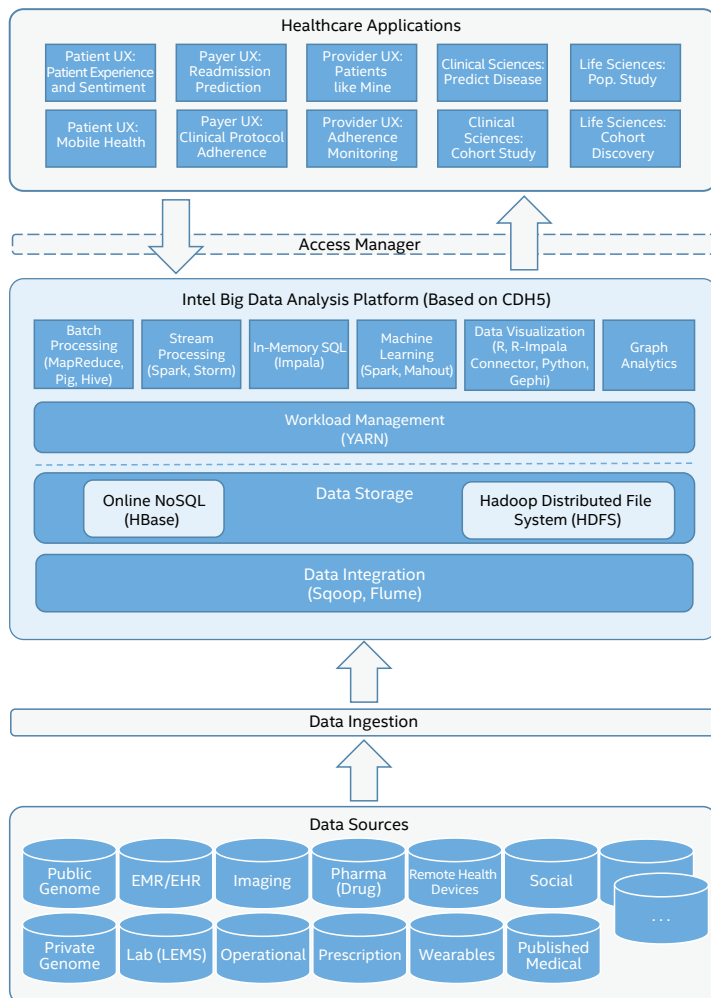 Healthcare Applications
Patient UX:
Patient Experience
and Sentiment
Payer UX:
Readmission
Prediction
Provider UX:
Patients
like Mine
Clinical Sciences:
Predict Disease
Life Sciences:
Pop. Study
Patient UX:
Mobile Health
Payer UX:
Clinical Protocol
Adherence
Provider UX:
Adherence
Monitoring
Clinical
Sciences:
Cohort Study
Life Sciences:
Cohort
Discovery
Access Manager
Intel Big Data Analysis Platform (Based on CDH5)
Batch
Processing
(MapReduce,
Pig, Hive)
Stream
Processing
(Spark, Storm)
In-Memory SQL
(Impala)
Machine
Learning
(Spark, Mahout)
Data Visualization
(R, R-Impala
Connector, Python,
Gephi)
Graph
Analytics
Workload Management
(YARN)
Data Storage
Online NoSQL
(HBase)
Hadoop Distributed File
System (HDFS)
Data Integration
(Sqoop, Flume)
Data Ingestion
Data Sources
Public
Genome
EMR/EHR
Imaging
Pharma
(Drug)
Remote Health
Devices
Social
...
Private
Genome
Lab (LEMS)
Operational
Prescription
Wearables
Published
Medical